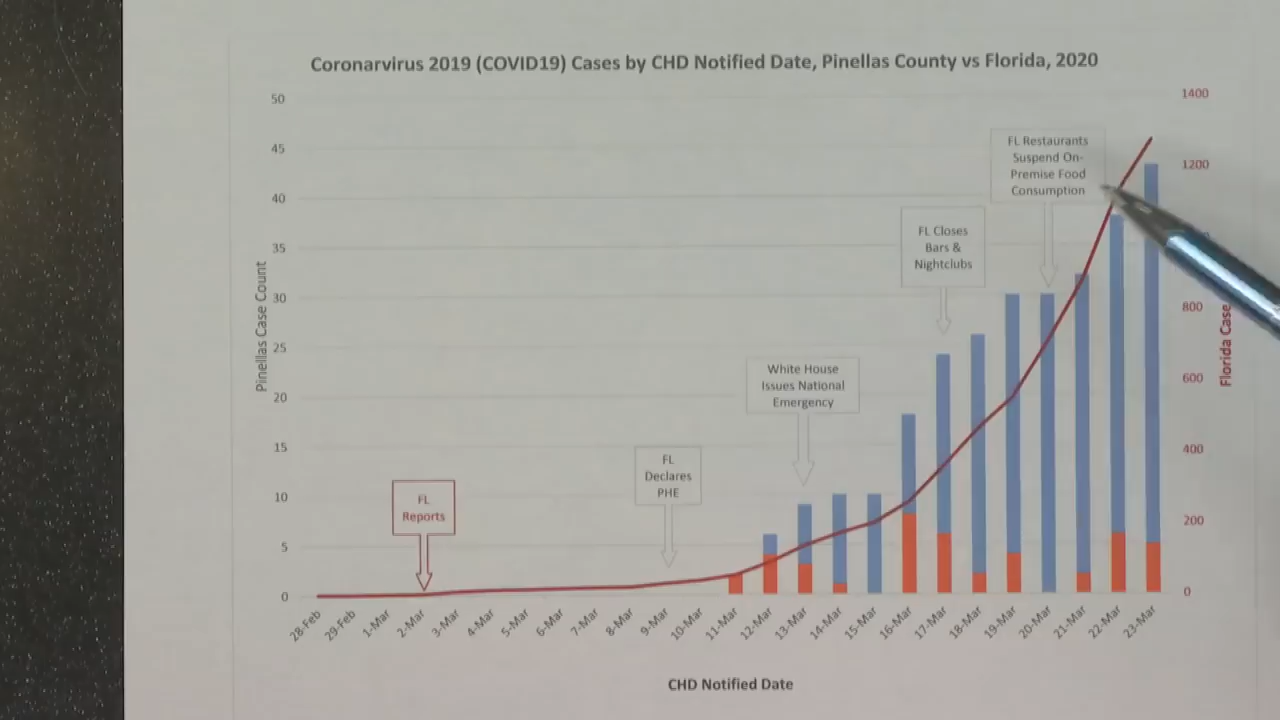 Coronarvirus 2019 (COVID19) Cases by CHD Notified Date, Pinellas County vs Florida, 2020
50
45
40
35
30
25
20
15
10
5
0
Pinellas Case Count
1400
1200
800
600
400
200
0
Florida Case
FL
Reports
FL
Declares
PHE
White House
Issues National
Emergency
FL Closes
Bars &
Nightclubs
FL Restaurants
Suspend On-
Premise Food
Consumption
28-Feb
29-Feb
1-Mar
2-Mar
3-Mar
4-Mar
5-Mar
6-Mar
7-Mar
8-Mar
9-Mar
10-Mar
11-Mar
12-Mar
13-Mar
14-Mar
15-Mar
16-Mar
17-Mar
18-Mar
19-Mar
20-Mar
21-Mar
22-Mar
23-Mar
CHD Notified Date